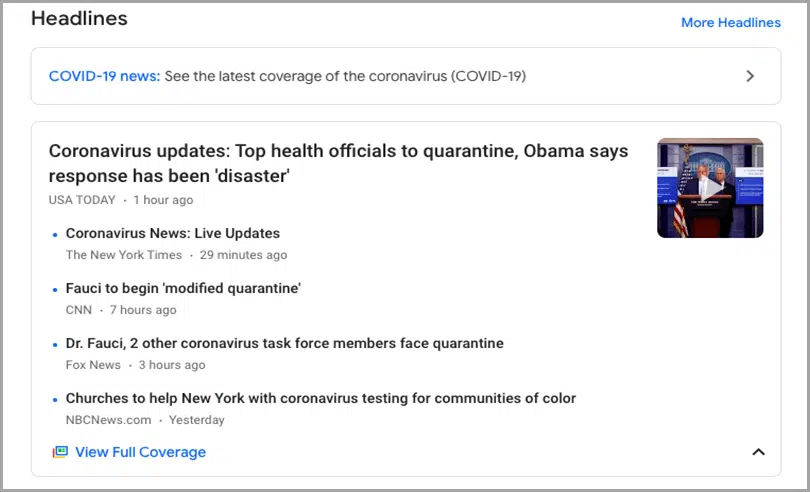 Headlines
More Headlines
COVID-19 news: See the latest coverage of the coronavirus (COVID-19)
Coronavirus updates: Top health officials to quarantine, Obama says
response has been 'disaster'
USA TODAY · 1 hour ago
Coronavirus News: Live Updates
The New York Times · 29 minutes ago
Fauci to begin 'modified quarantine'
CNN · 7 hours ago
Dr. Fauci, 2 other coronavirus task force members face quarantine
Fox News · 3 hours ago
Churches to help New York with coronavirus testing for communities of color
NBCNews.com · Yesterday
View Full Coverage